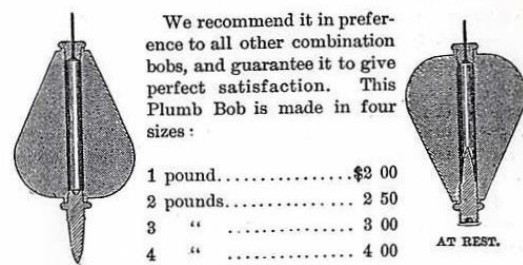 We recommend it in prefer-
ence to all other combination
bobs, and guarantee it to give
perfect satisfaction. This
Plumb Bob is made in four
sizes :
1 pound..............$2 00
2 pounds.............. 2 50
3 “ .............. 3 00
4 “ .............. 4 00
AT REST.